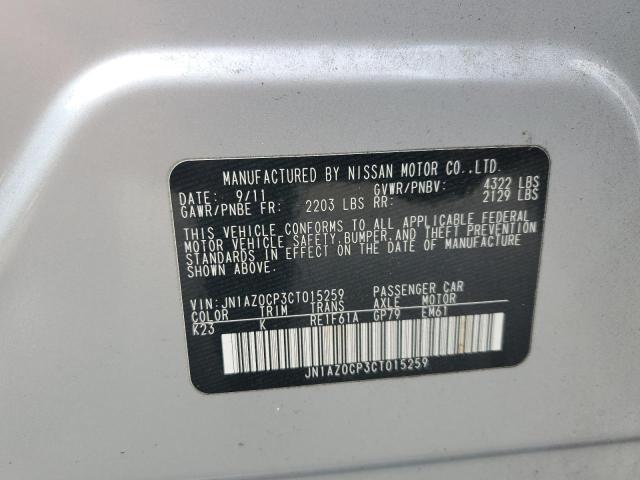 MANUFACTURED BY NISSAN MOTOR CO.,LTD.
DATE: 9/11 GVWR/PNBV: 4322 LBS
GAWR/PNBE FR: 2203 LBS RR: 2129 LBS
THIS VEHICLE CONFORMS TO ALL APPLICABLE FEDERAL
MOTOR VEHICLE SAFETY, BUMPER, AND THEFT PREVENTION
STANDARDS IN EFFECT ON THE DATE OF MANUFACTURE
SHOWN ABOVE.
VIN: JN1AZ0CP3CT015259 PASSENGER CAR
COLOR TRIM TRANS AXLE MOTOR
K23 K RE1F61A GP79 EM61
JN1AZ0CP3CT015259